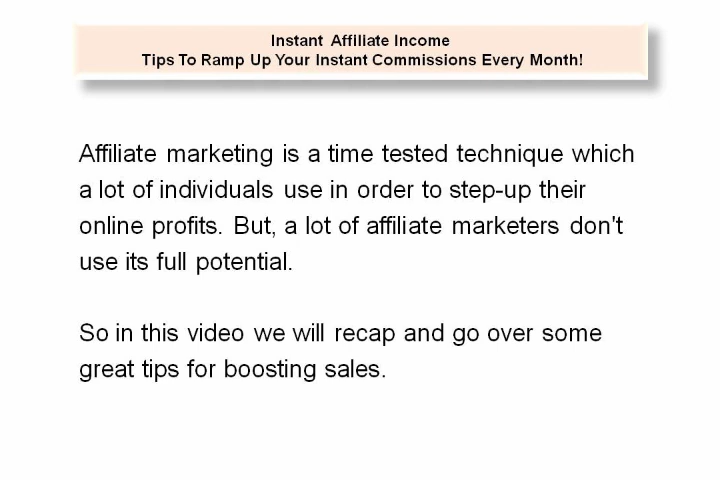 Instant Affiliate Income
Tips To Ramp Up Your Instant Commissions Every Month!
Affiliate marketing is a time tested technique which
a lot of individuals use in order to step-up their
online profits. But, a lot of affiliate marketers don't
use its full potential.
So in this video we will recap and go over some
great tips for boosting sales.